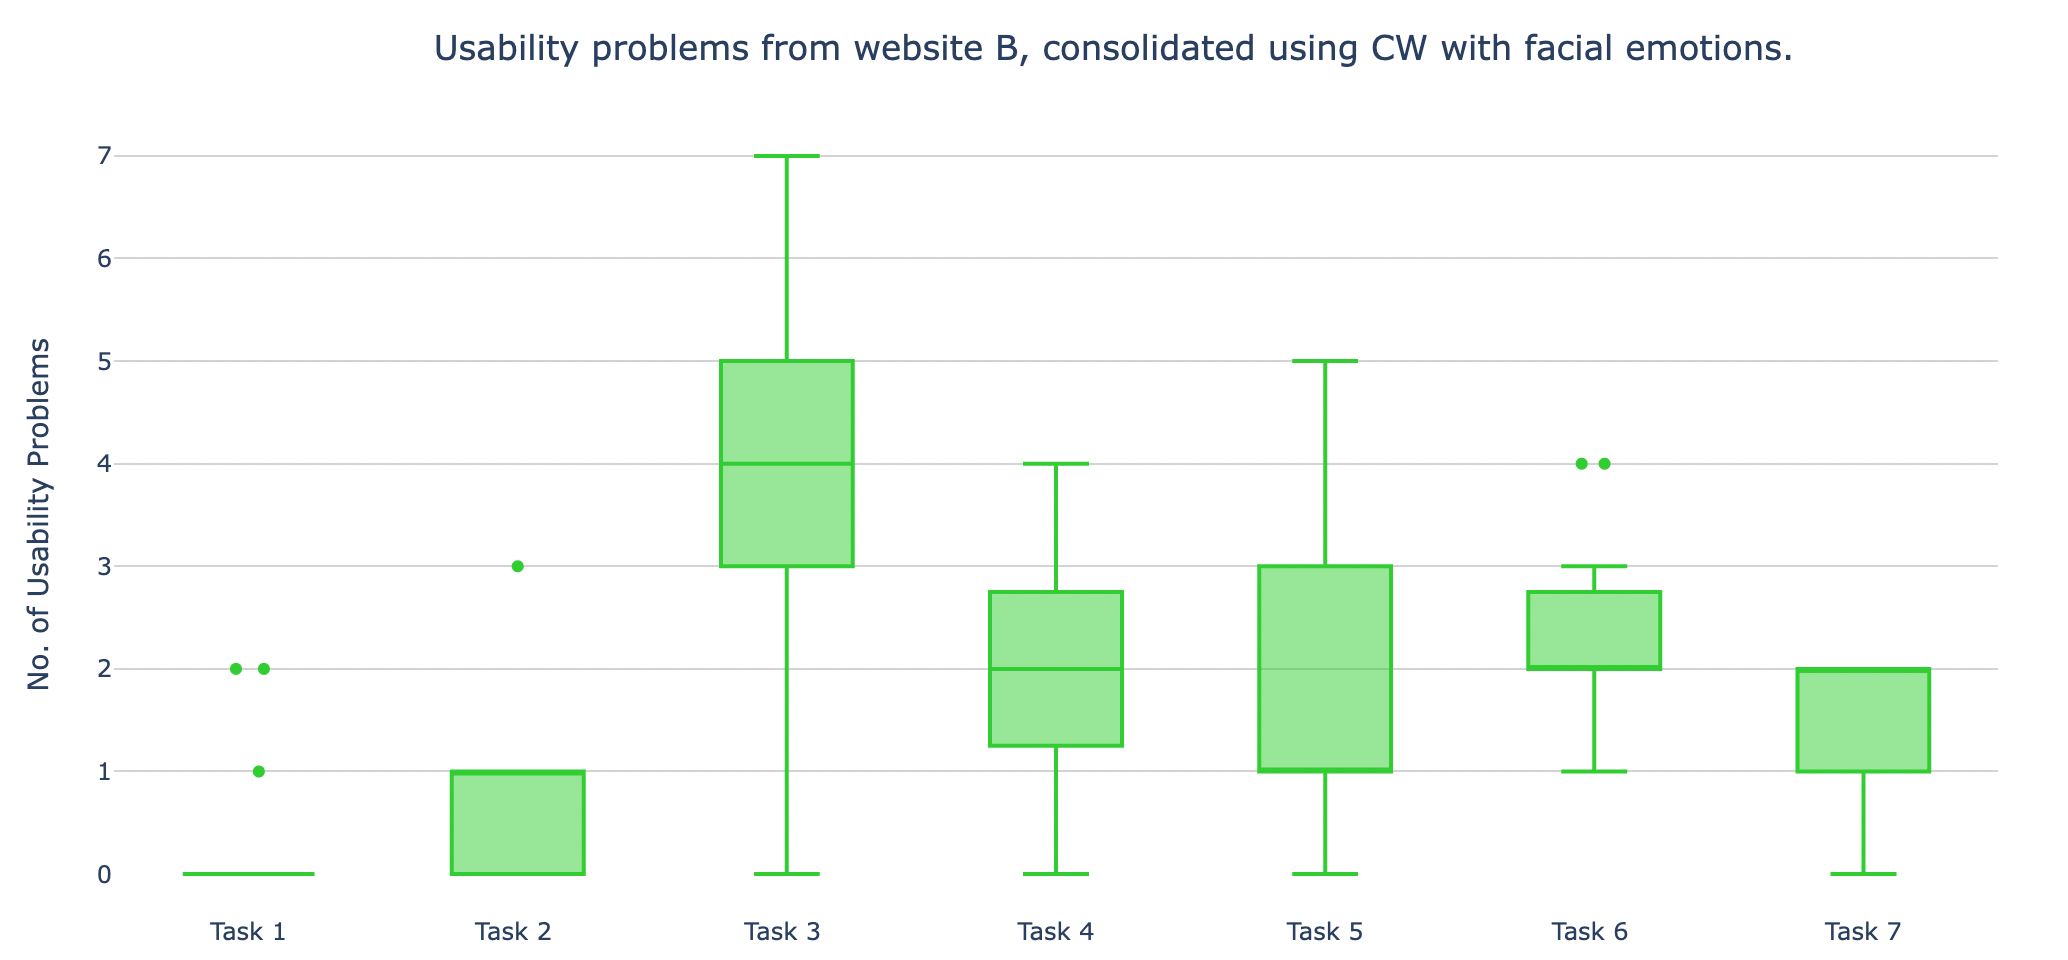 Usability problems from website B, consolidated using CW with facial emotions.
No. of Usability Problems
7
6
5
4
3
2
1
0
Task 1 Task 2 Task 3 Task 4 Task 5 Task 6 Task 7